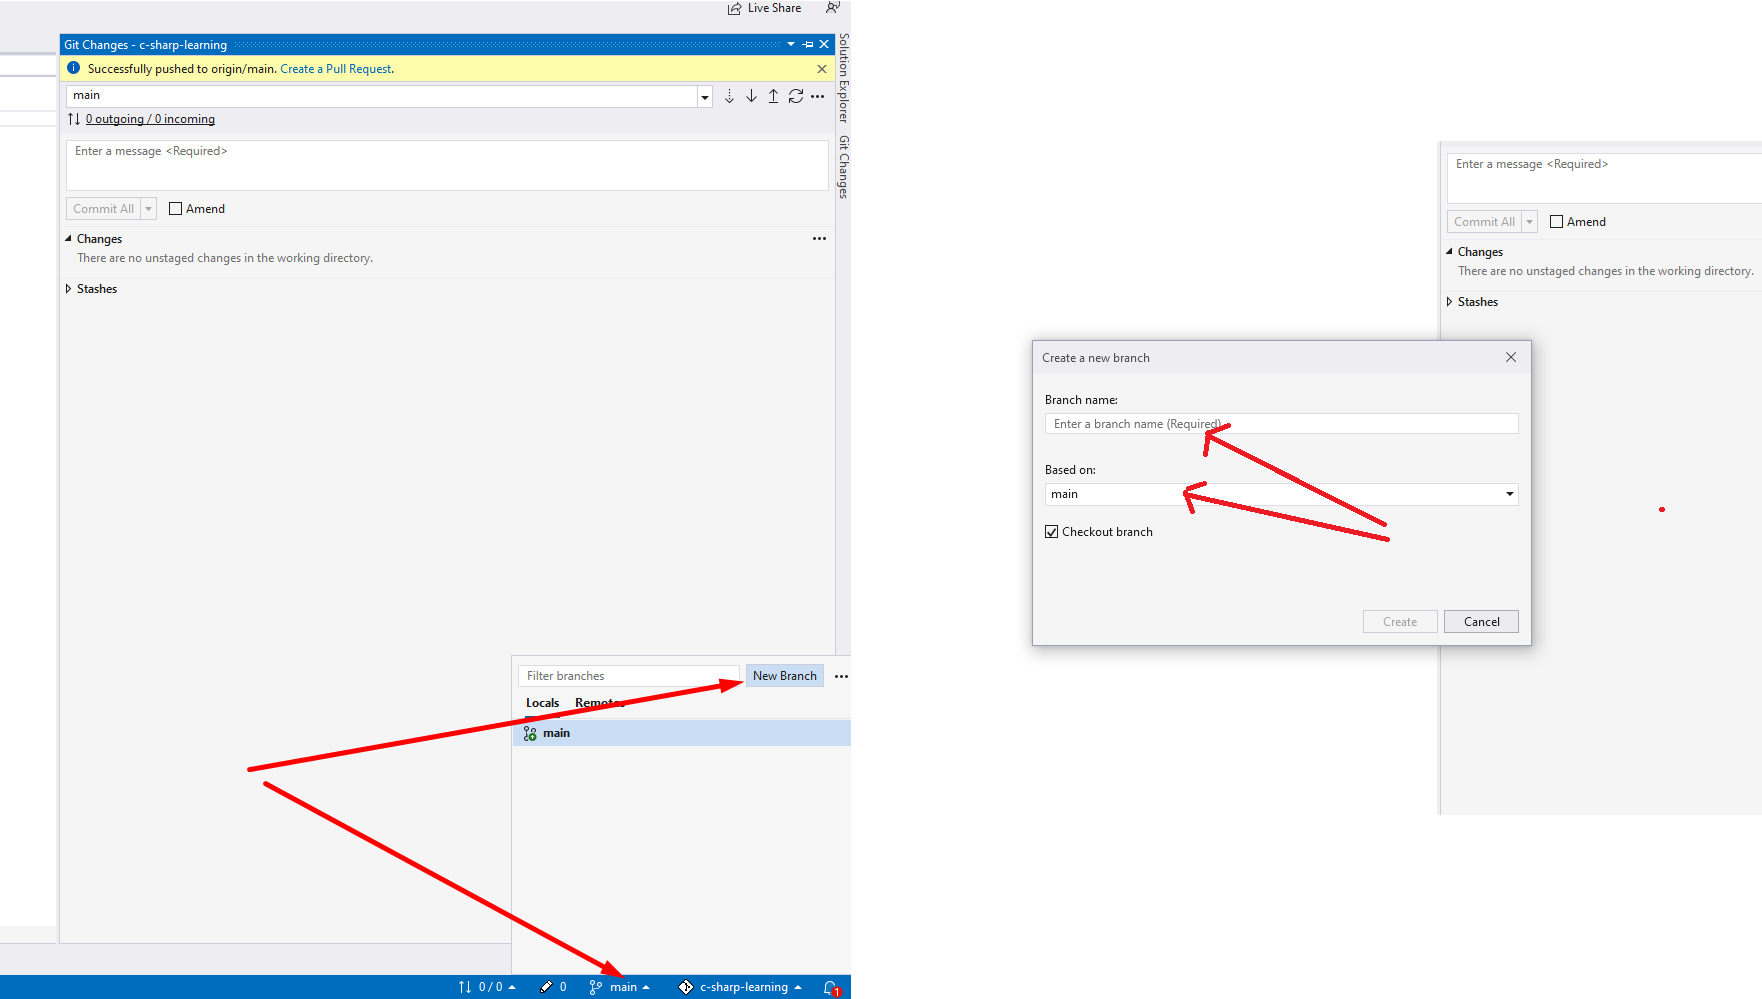 Live Share
Git Changes - c-sharp-learning
Successfully pushed to origin/main. Create a Pull Request.
main
0 outgoing / 0 incoming
Enter a message <Required>
Commit All
Amend
Changes
There are no unstaged changes in the working directory.
Stashes
Solution Explorer
Git Changes
Filter branches
New Branch
Locals
Remotes
main
0 / 0
0
main
c-sharp-learning
1
Enter a message <Required>
Commit All
Amend
Changes
There are no unstaged changes in the working directory.
Stashes
Create a new branch
Branch name:
Enter a branch name (Required)
Based on:
main
Checkout branch
Create
Cancel